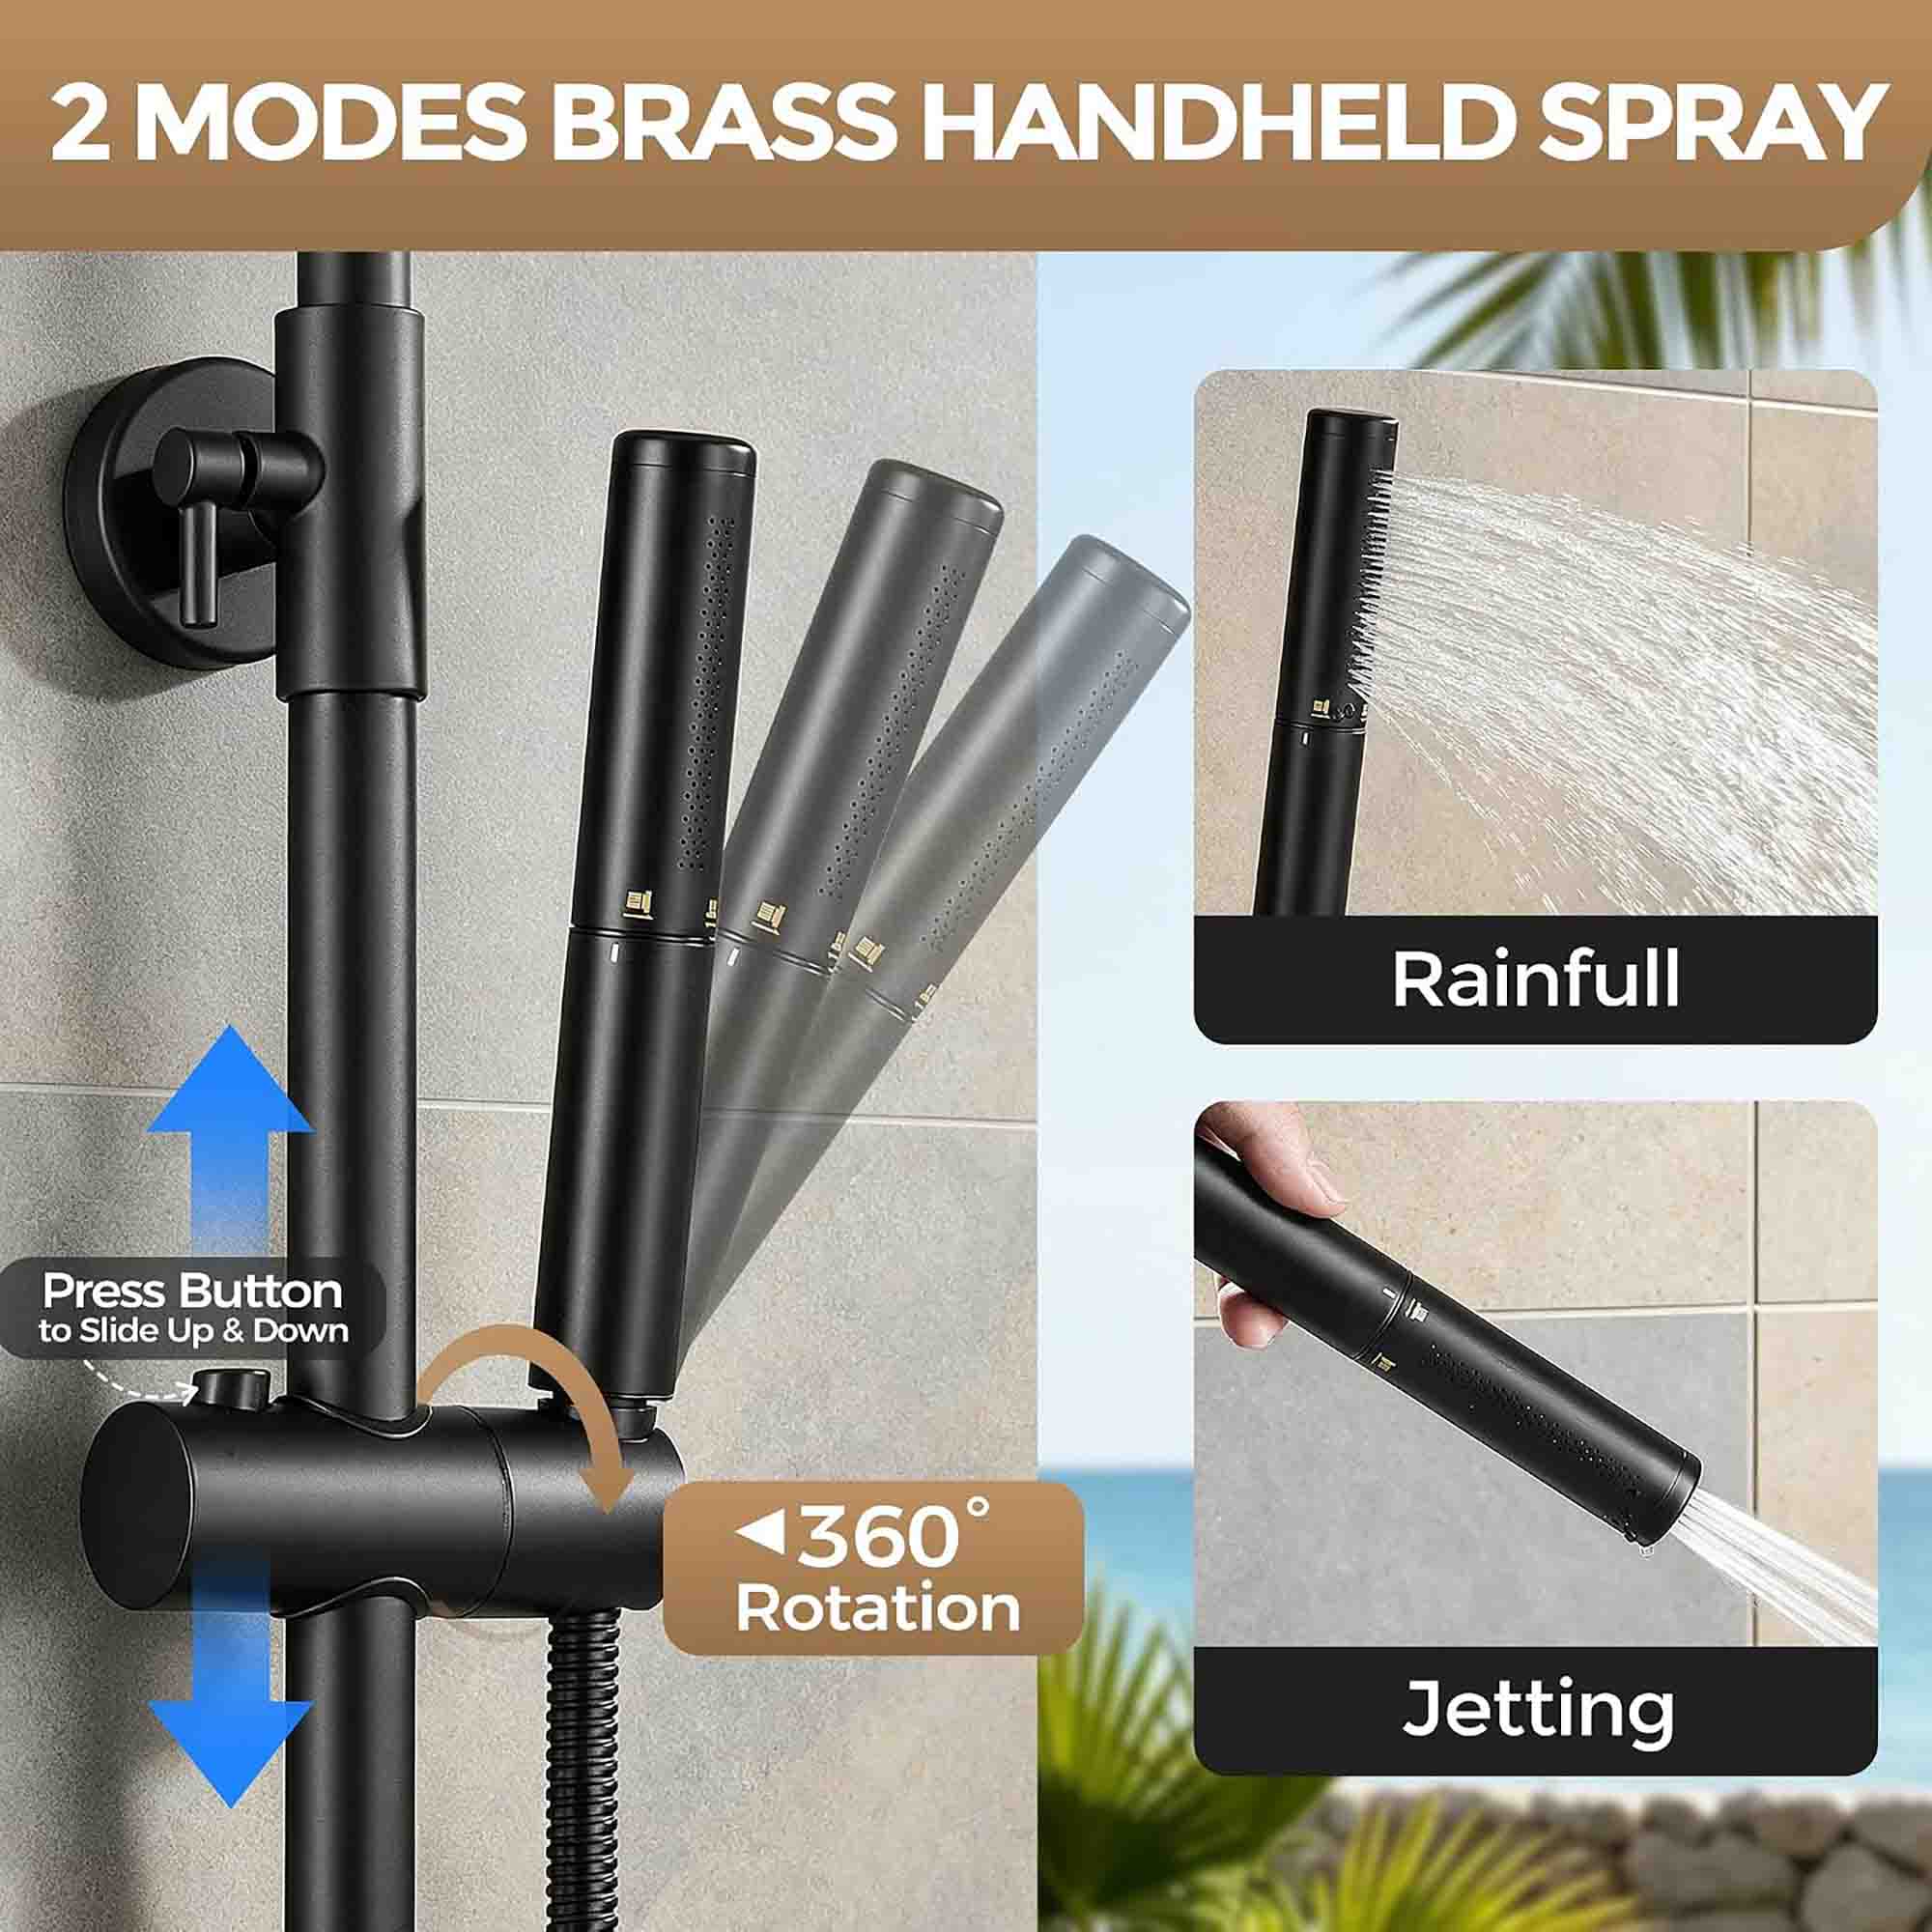 2 MODES BRASS HANDHELD SPRAY
Rainfull
Press Button
to Slide Up & Down
360°
Rotation
Jetting